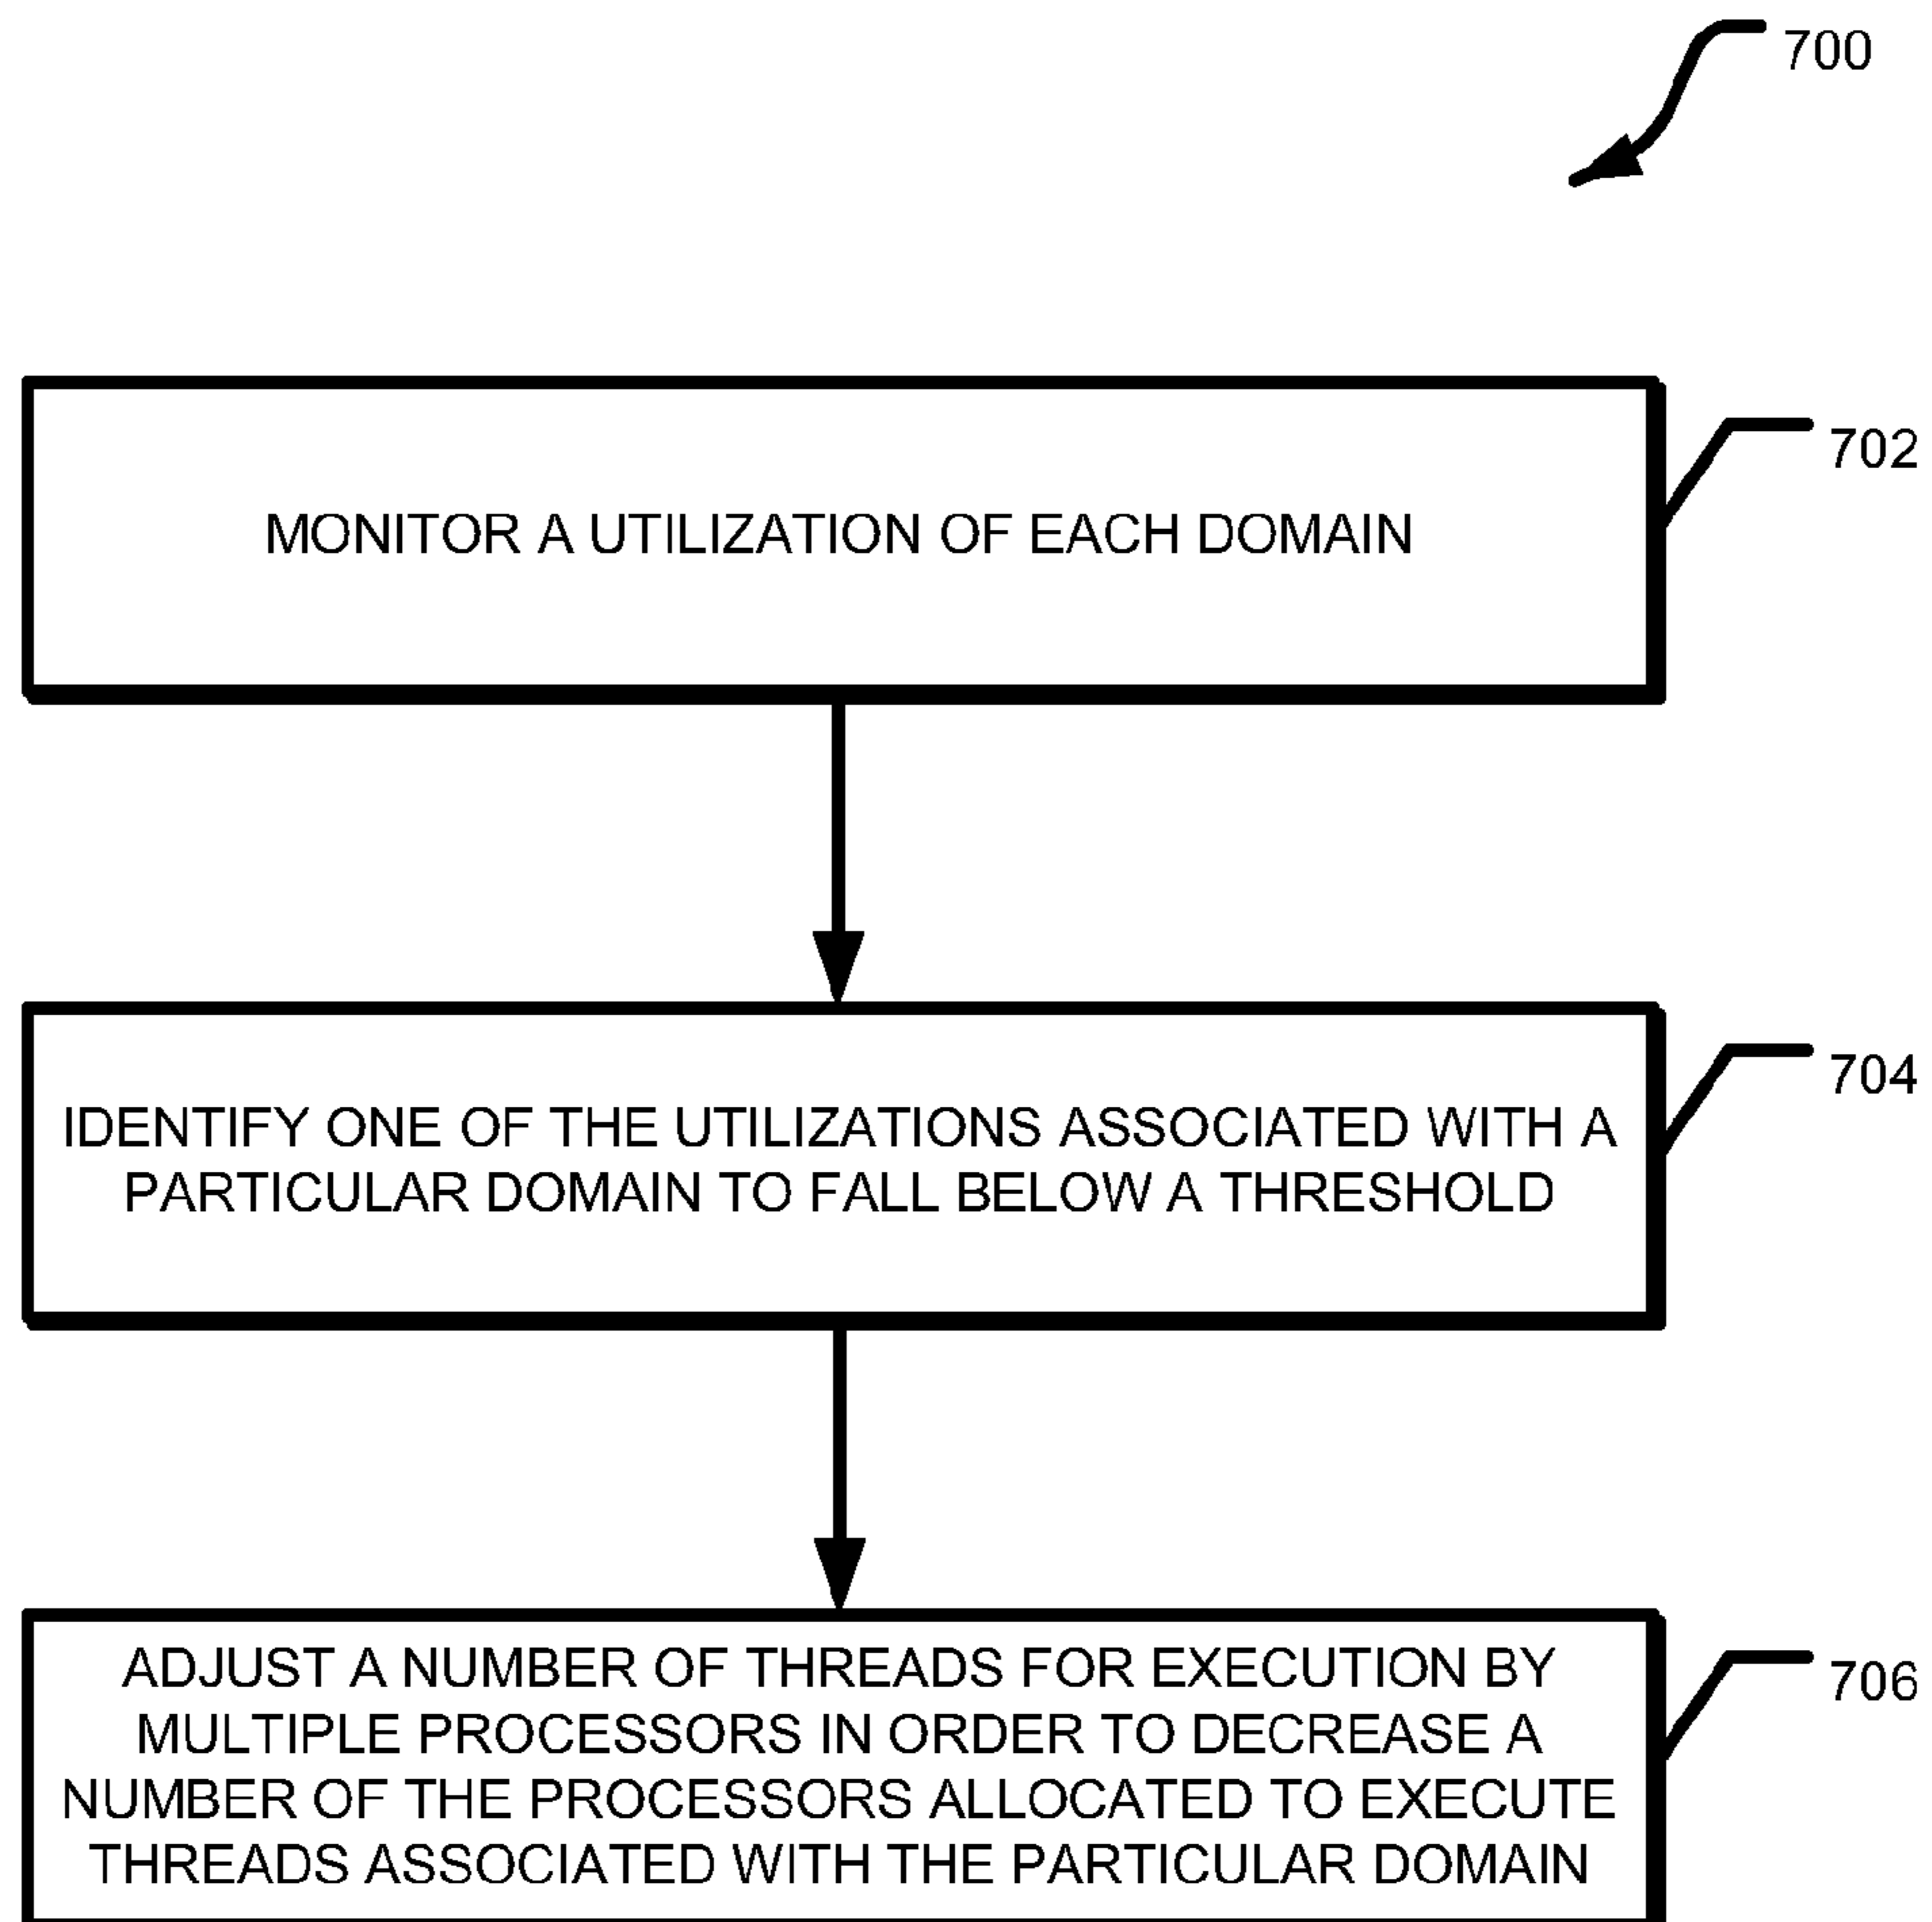 700
702
MONITOR A UTILIZATION OF EACH DOMAIN
704
IDENTIFY ONE OF THE UTILIZATIONS ASSOCIATED WITH A
PARTICULAR DOMAIN TO FALL BELOW A THRESHOLD
706
ADJUST A NUMBER OF THREADS FOR EXECUTION BY
MULTIPLE PROCESSORS IN ORDER TO DECREASE A
NUMBER OF THE PROCESSORS ALLOCATED TO EXECUTE
THREADS ASSOCIATED WITH THE PARTICULAR DOMAIN